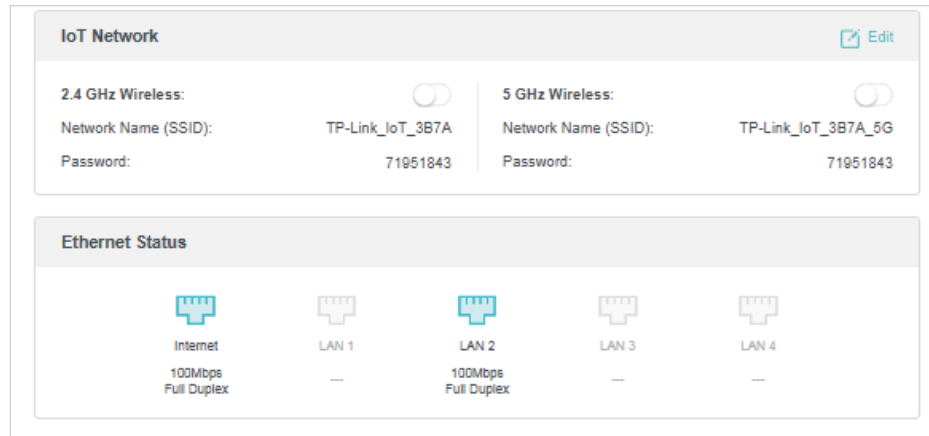 IoT Network
Edit
2.4 GHz Wireless:
5 GHz Wireless:
Network Name (SSID): TP-Link_IoT_3B7A
Network Name (SSID): TP-Link_IoT_3B7A_5G
Password: 71951843
Password: 71951843
Ethernet Status
Internet LAN 1 LAN 2 LAN 3 LAN 4
100Mbps --- 100Mbps --- ---
Full Duplex Full Duplex